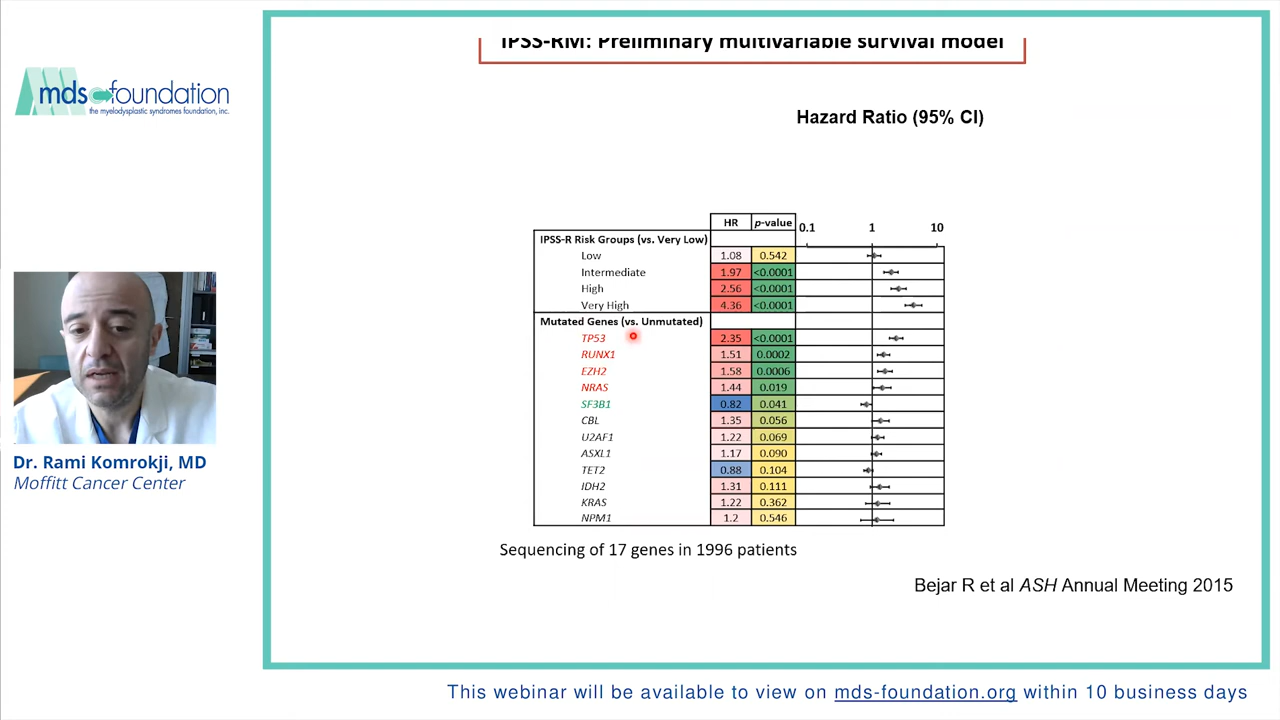 IPSS-RM: Preliminary multivariable survival model
mds foundation
the myelodysplastic syndromes foundation, inc.
Hazard Ratio (95% CI)
HR p-value 0.1 1 10
IPSS-R Risk Groups (vs. Very Low)
Low 1.08 0.542
Intermediate 1.97 <0.0001
High 2.56 <0.0001
Very High 4.36 <0.0001
Mutated Genes (vs. Unmutated)
TP53 2.35 <0.0001
RUNX1 1.51 0.0002
EZH2 1.58 0.0006
NRAS 1.44 0.019
SF3B1 0.82 0.041
CBL 1.35 0.056
U2AF1 1.22 0.069
ASXL1 1.17 0.090
TET2 0.88 0.104
IDH2 1.31 0.111
KRAS 1.22 0.362
NPM1 1.2 0.546
Sequencing of 17 genes in 1996 patients
Bejar R et al ASH Annual Meeting 2015
Dr. Rami Komrokji, MD
Moffitt Cancer Center
This webinar will be available to view on mds-foundation.org within 10 business days